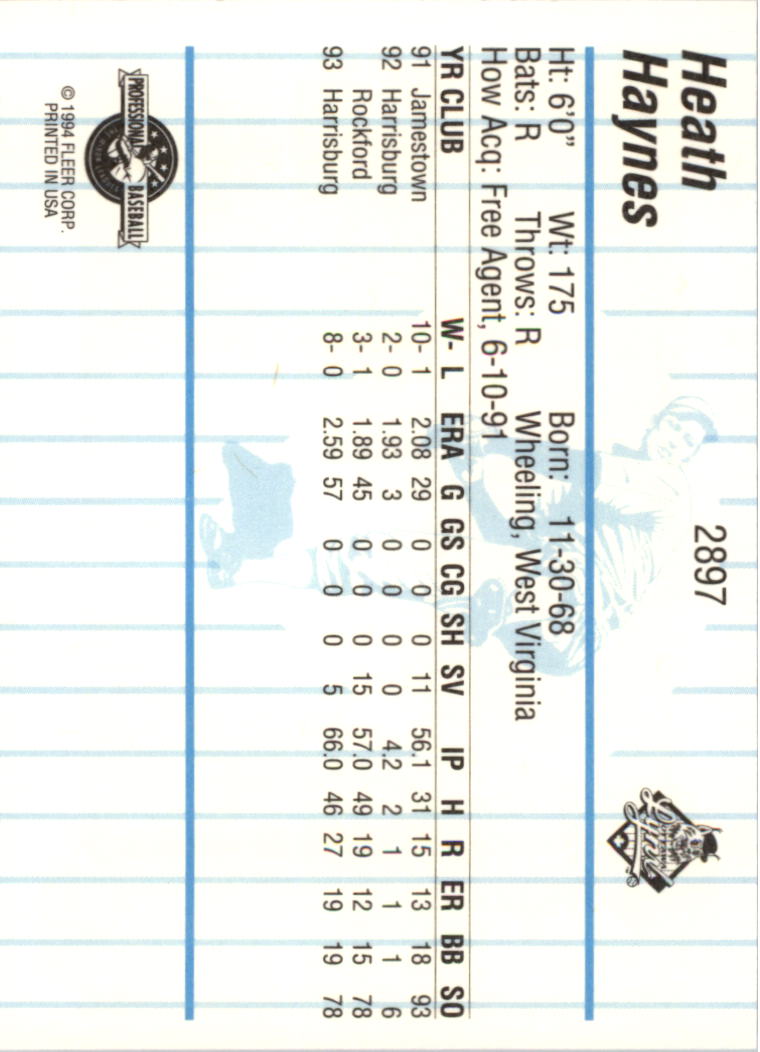 Heath
Haynes
2897
Ottawa
Lynx
Ht: 6'0" Wt: 175 Born: 11-30-68
Bats: R Throws: R Wheeling, West Virginia
How Acq: Free Agent, 6-10-91
YR CLUB W- L ERA G GS CG SH SV IP H R ER BB SO
91 Jamestown 10- 1 2.08 29 0 0 0 11 56.1 31 15 13 18 93
92 Harrisburg 2- 0 1.93 3 0 0 0 0 4.2 2 1 1 1 6
Rockford 3- 1 1.89 45 0 0 0 15 57.0 49 19 12 15 78
93 Harrisburg 8- 0 2.59 57 0 0 0 5 66.0 46 27 19 19 78
PROFESSIONAL BASEBALL
© 1994 FLEER CORP.
PRINTED IN USA